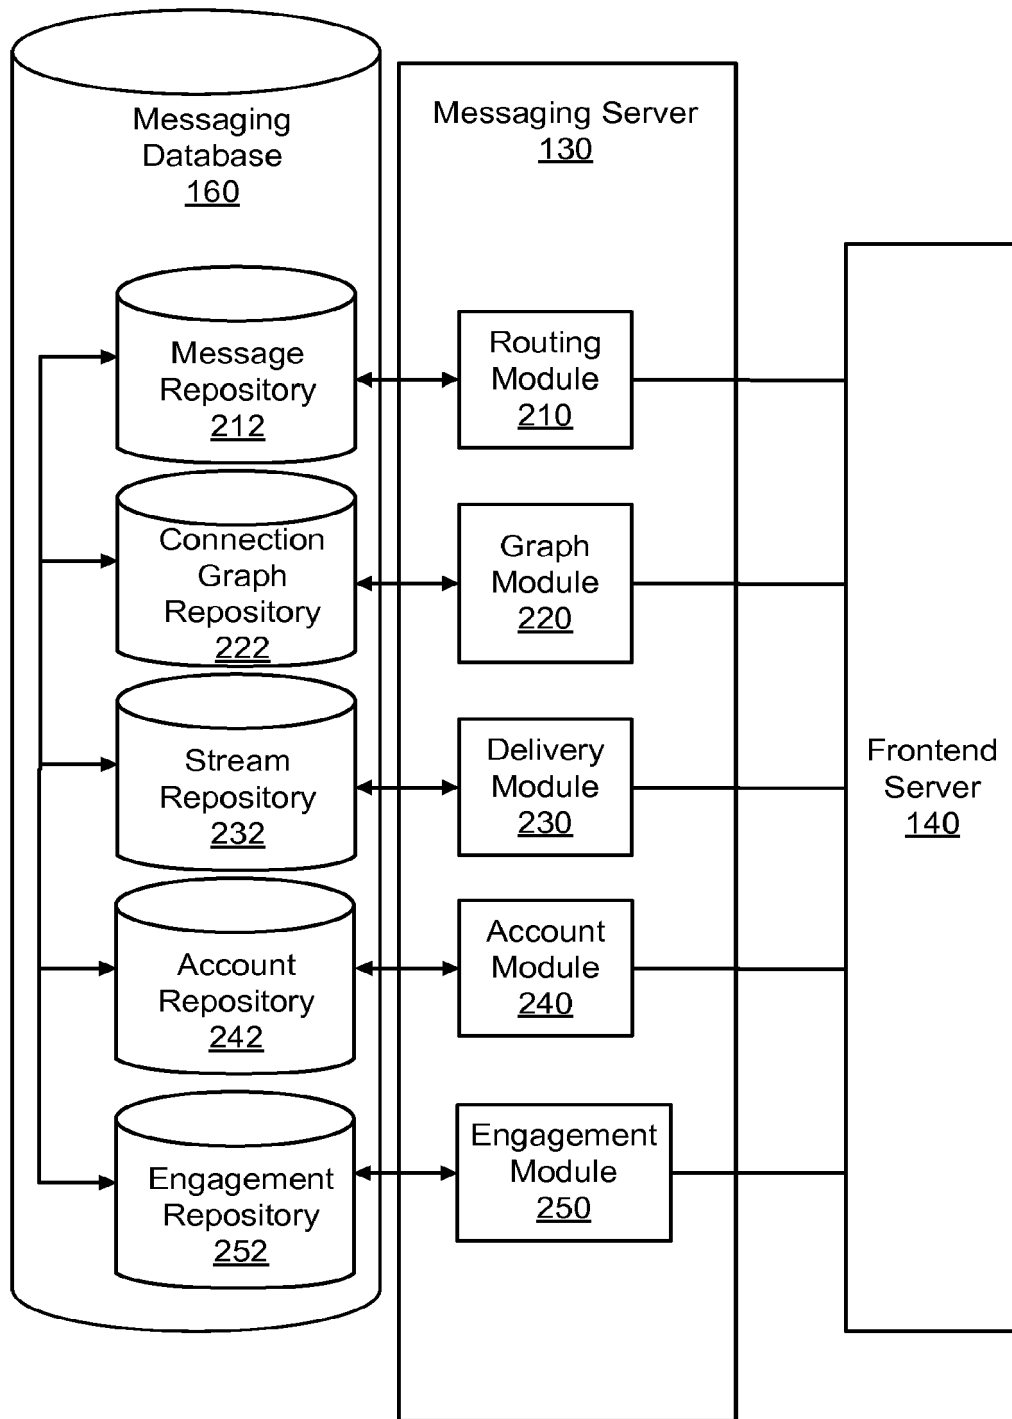 Messaging
Database
160
Messaging Server
130
Message
Repository
212
Routing
Module
210
Connection
Graph
Repository
222
Graph
Module
220
Stream
Repository
232
Delivery
Module
230
Frontend
Server
140
Account
Repository
242
Account
Module
240
Engagement
Repository
252
Engagement
Module
250